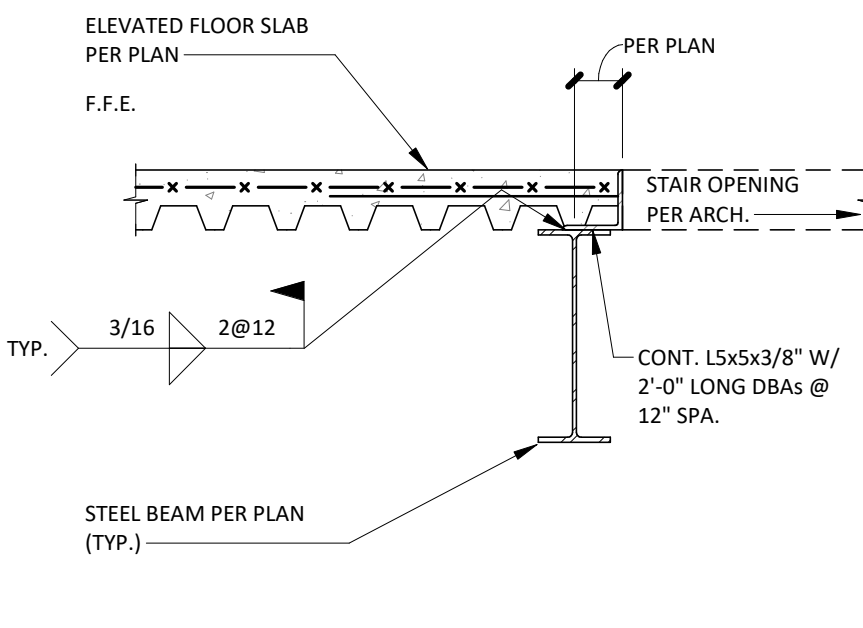 ELEVATED FLOOR SLAB
PER PLAN
F.F.E.
PER PLAN
STAIR OPENING
PER ARCH.
TYP.
3/16
2@12
CONT. L5x5x3/8" W/
2'-0" LONG DBAs @
12" SPA.
STEEL BEAM PER PLAN
(TYP.)